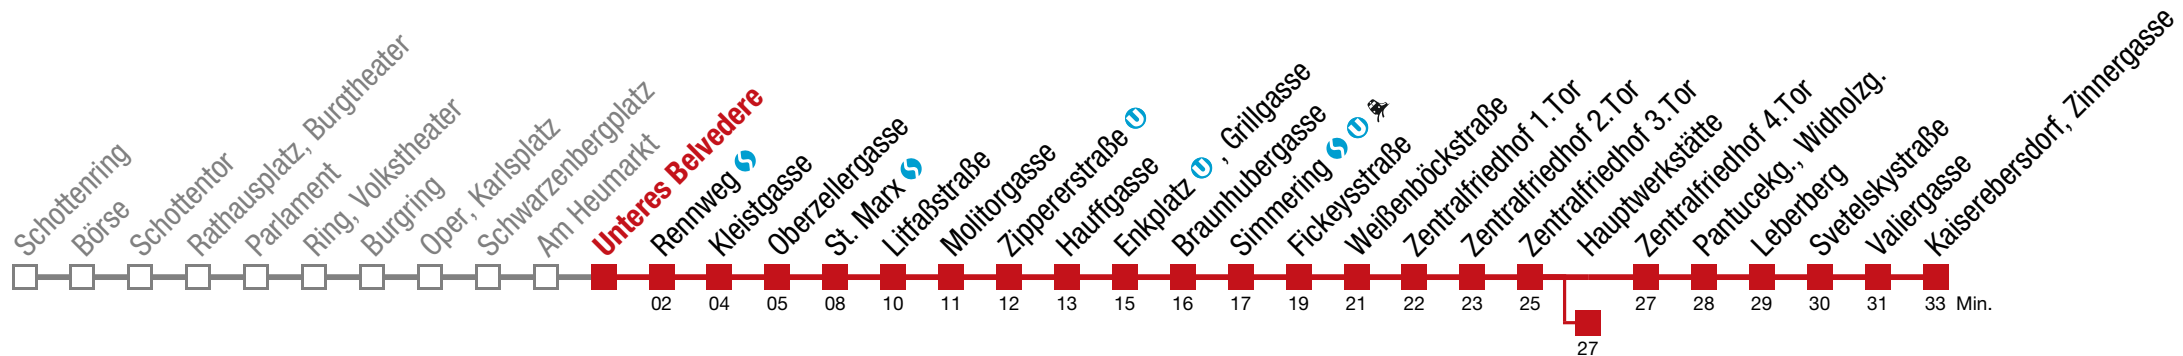 Schottenring
Börse
Schottentor
Rathausplatz, Burgtheater
Parlament
Ring, Volkstheater
Burgring
Oper, Karlsplatz
Schwarzenbergplatz
Am Heumarkt
Unteres Belvedere
Rennweg S
Kleistgasse
Oberzellergasse
St. Marx S
Litfaßstraße
Molitorgasse
Zippererstraße U
Hauffgasse
Enkplatz U, Grillgasse
Braunhubergasse
Simmering S U
Fickeysstraße
Weißenböckstraße
Zentralfriedhof 1.Tor
Zentralfriedhof 2.Tor
Zentralfriedhof 3.Tor
Hauptwerkstätte
Zentralfriedhof 4.Tor
Pantucekg., Widholzg.
Leberberg
Svetelskystraße
Valiergasse
Kaiserebersdorf, Zinnergasse
02 04 05 08 10 11 12 13 15 16 17 19 21 22 23 25 27 28 29 30 31 33 Min.
27